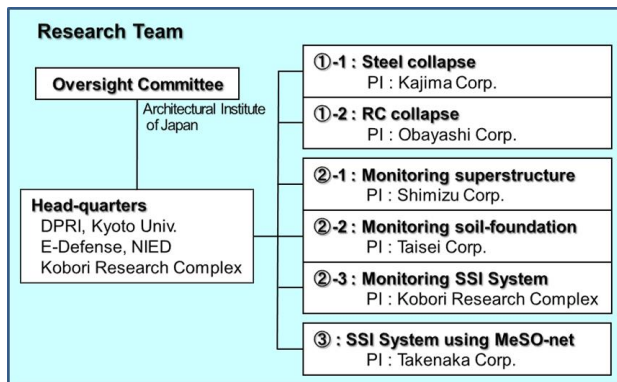 Research Team
Oversight Committee
Architectural Institute
of Japan
Head-quarters
DPRI, Kyoto Univ.
E-Defense, NIED
Kobori Research Complex
①-1 : Steel collapse
PI : Kajima Corp.
①-2 : RC collapse
PI : Obayashi Corp.
②-1 : Monitoring superstructure
PI : Shimizu Corp.
②-2 : Monitoring soil-foundation
PI : Taisei Corp.
②-3 : Monitoring SSI System
PI : Kobori Research Complex
③ : SSI System using MeSO-net
PI : Takenaka Corp.